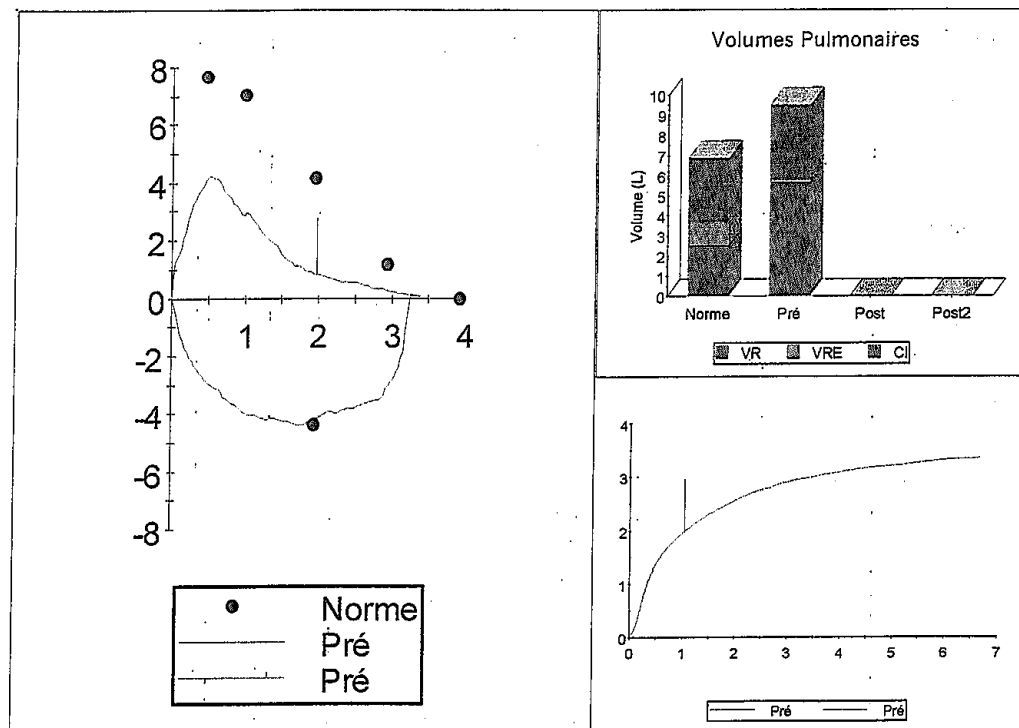 8
6
4
2
0
1 2 3 4
-2
-4
-6
-8
Norme
Pré
Pré
Volumes Pulmonaires
Volume (L)
10
9
8
7
6
5
4
3
2
1
0
Norme Pré Post Post2
VR VRE CI
4
3
2
1
0
0 1 2 3 4 5 6 7
Pré Pré